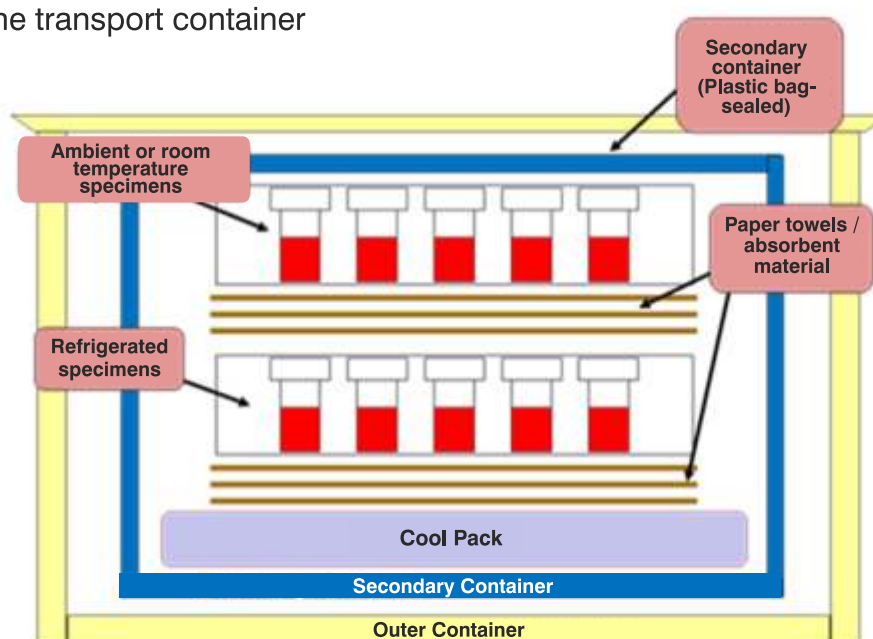 ne transport container
Secondary
container
(Plastic bag-
sealed)
Ambient or room
temperature
specimens
Paper towels /
absorbent
material
Refrigerated
specimens
Cool Pack
Secondary Container
Outer Container